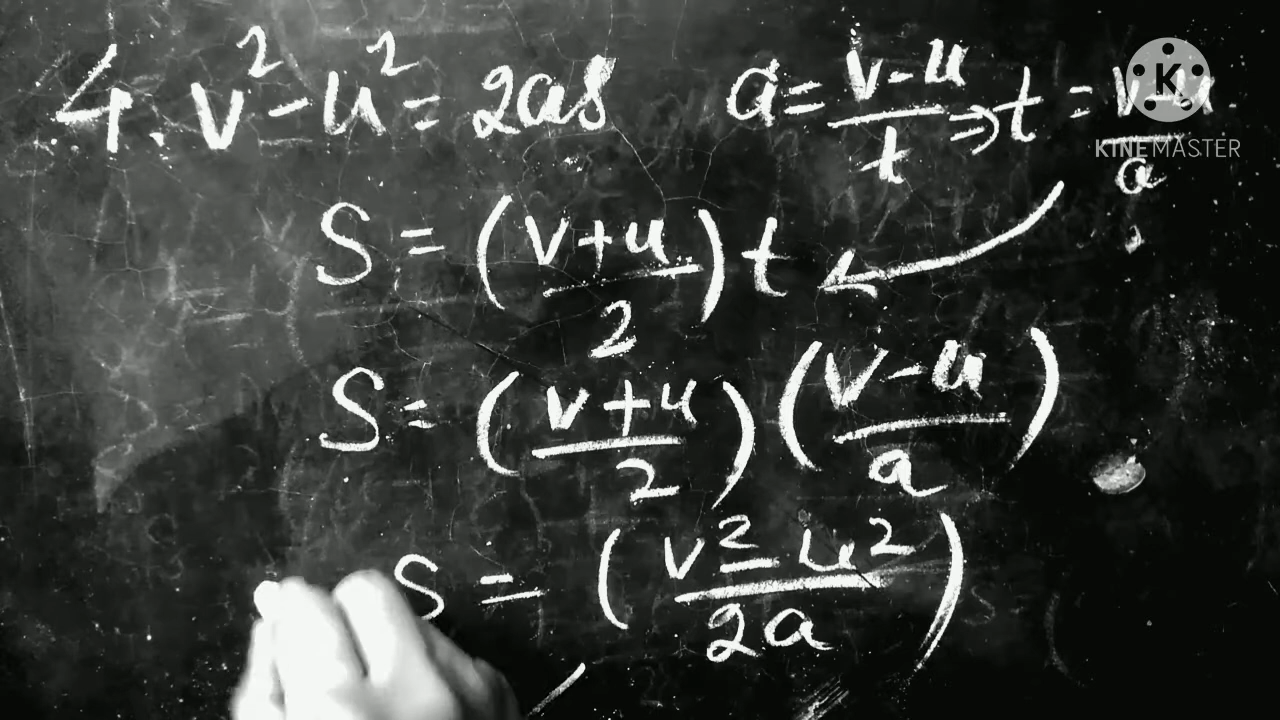 4. v² - u² = 2as a = v-u/t ⇒ t = v-u/a
K
KINEMASTER
S = (v+u/2) t
S = (v+u/2) (v-u/a)
S = (v² - u²/2a)